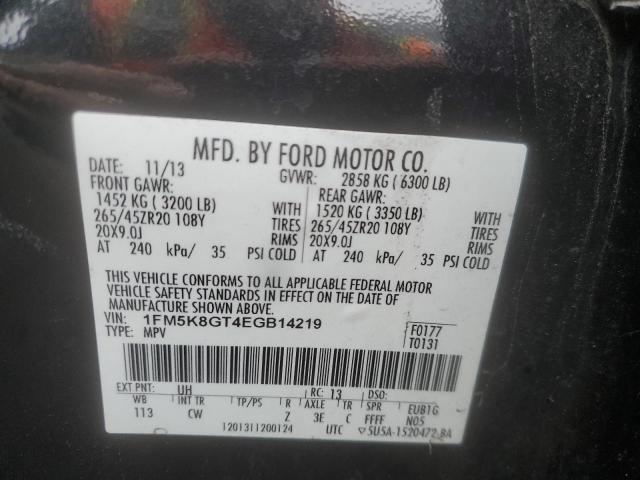 MFD. BY FORD MOTOR CO.
DATE: 11/13 GVWR: 2858 KG ( 6300 LB)
FRONT GAWR: REAR GAWR:
1452 KG ( 3200 LB) WITH 1520 KG ( 3350 LB) WITH
265/45ZR20 108Y TIRES 265/45ZR20 108Y TIRES
20X9.0J RIMS 20X9.0J RIMS
AT 240 kPa/ 35 PSI COLD AT 240 kPa/ 35 PSI COLD
THIS VEHICLE CONFORMS TO ALL APPLICABLE FEDERAL MOTOR
VEHICLE SAFETY STANDARDS IN EFFECT ON THE DATE OF
MANUFACTURE SHOWN ABOVE.
VIN: 1FM5K8GT4EGB14219 F0177
TYPE: MPV T0131
EXT PNT: UH RC: 13 DSO:
WB INT TR TP/PS R AXLE TR SPR EUB1G
113 CW Z 3E C FFFF N05
1201311200124 UTC 5U5A-1520472-BA